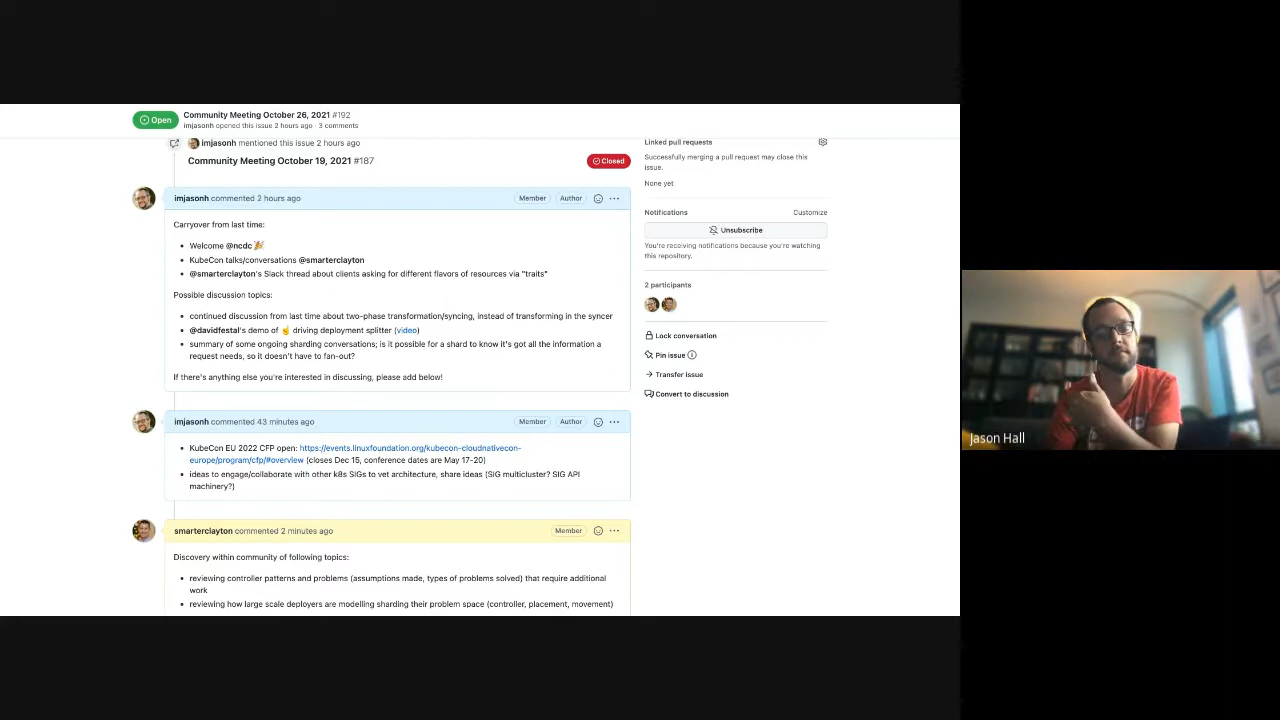 Open
Community Meeting October 26, 2021 #192
imjasonh opened this issue 2 hours ago · 3 comments
imjasonh mentioned this issue 2 hours ago
Community Meeting October 19, 2021 #187
Closed
imjasonh commented 2 hours ago
Member
Author
Carryover from last time:
• Welcome @ncdc 🎉
• KubeCon talks/conversations @smarterclayton
• @smarterclayton's Slack thread about clients asking for different flavors of resources via "traits"
Possible discussion topics:
• continued discussion from last time about two-phase transformation/syncing, instead of transforming in the syncer
• @davidfestal's demo of ☝️ driving deployment splitter (video)
• summary of some ongoing sharding conversations; is it possible for a shard to know it's got all the information a
request needs, so it doesn't have to fan-out?
If there's anything else you're interested in discussing, please add below!
imjasonh commented 43 minutes ago
Member
Author
• KubeCon EU 2022 CFP open: https://events.linuxfoundation.org/kubecon-cloudnativecon-
europe/program/cfp/#overview (closes Dec 15, conference dates are May 17-20)
• ideas to engage/collaborate with other k8s SIGs to vet architecture, share ideas (SIG multicluster? SIG API
machinery?)
smarterclayton commented 2 minutes ago
Member
Discovery within community of following topics:
• reviewing controller patterns and problems (assumptions made, types of problems solved) that require additional
work
• reviewing how large scale deployers are modelling sharding their problem space (controller, placement, movement)
Linked pull requests
Successfully merging a pull request may close this
issue.
None yet
Notifications
Customize
Unsubscribe
You're receiving notifications because you're watching
this repository.
2 participants
Lock conversation
Pin issue
Transfer issue
Convert to discussion
Jason Hall